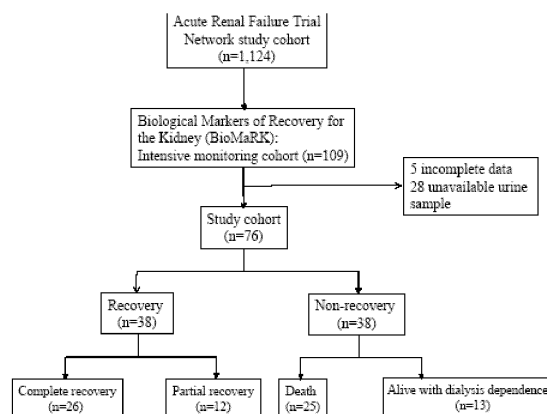 Acute Renal Failure Trial
Network study cohort
(n=1,124)
Biological Markers of Recovery for
the Kidney (BioMaRK):
Intensive monitoring cohort (n=109)
5 incomplete data
28 unavailable urine
sample
Study cohort
(n=76)
Recovery
(n=38)
Non-recovery
(n=38)
Complete recovery
(n=26)
Partial recovery
(n=12)
Death
(n=25)
Alive with dialysis dependence
(n=13)